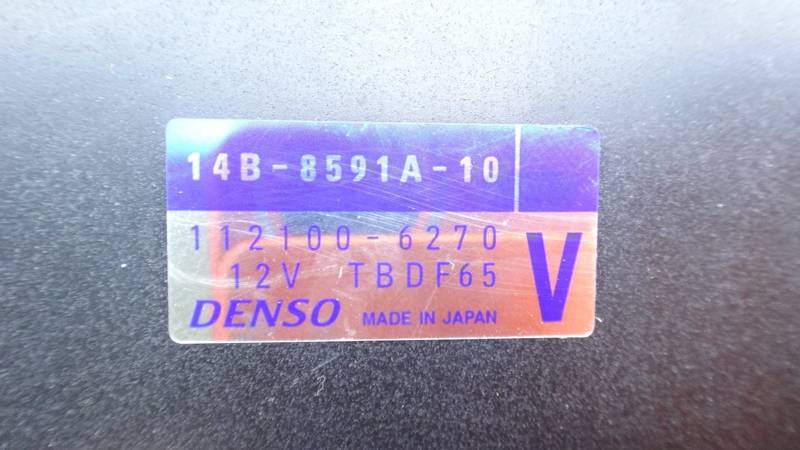 14B-8591A-10
112100-6270
12V TBDF65
V
DENSO MADE IN JAPAN